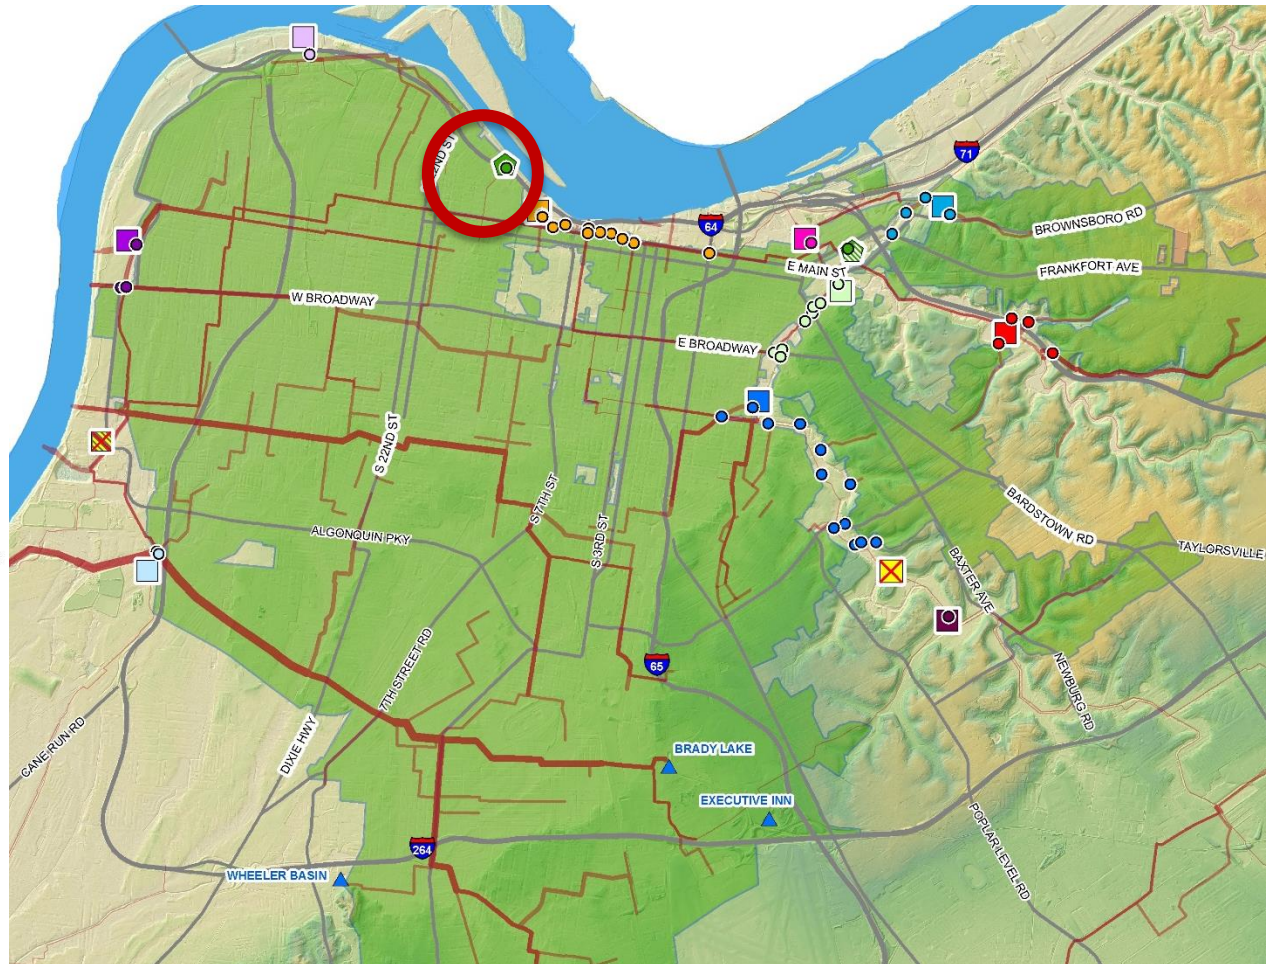 2ND ST
71
64
BROWNSBORO RD
E MAIN ST
FRANKFORT AVE
W BROADWAY
E BROADWAY
S 22ND ST
S 7TH ST
BARDSTOWN RD
ALGONQUIN PKY
S 3RD ST
TAYLORSVILLE
BAXTER AVE
65
7TH STREET RD
NEWBURG RD
CANE RUN RD
DIXIE HWY
BRADY LAKE
EXECUTIVE INN
POPLAR LEVEL RD
264
WHEELER BASIN